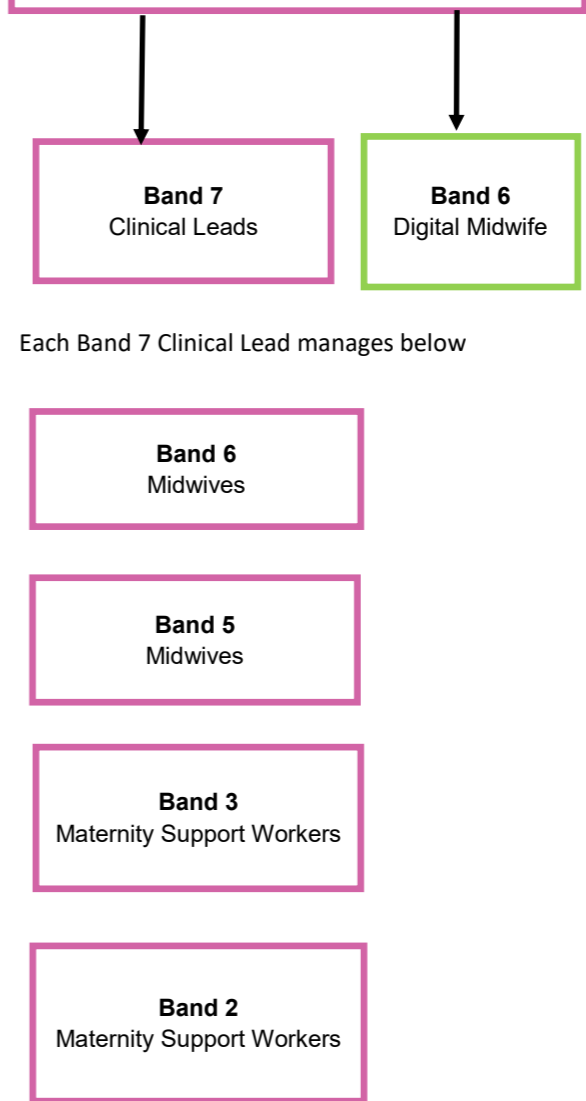 Band 7
Clinical Leads
Band 6
Digital Midwife
Each Band 7 Clinical Lead manages below
Band 6
Midwives
Band 5
Midwives
Band 3
Maternity Support Workers
Band 2
Maternity Support Workers